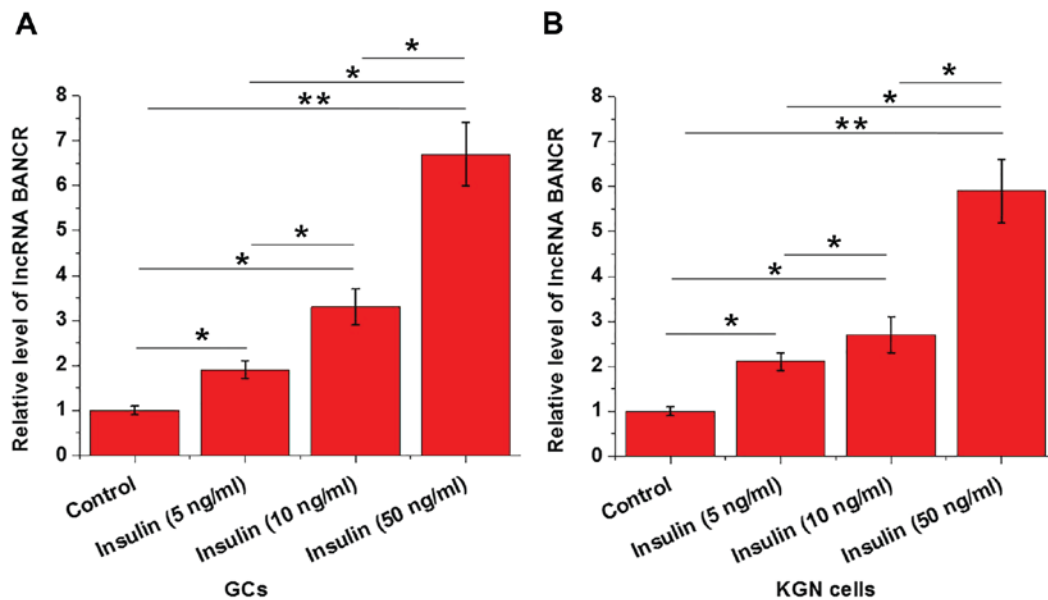 A
Relative level of lncRNA BANCR
8
7
6
5
4
3
2
1
0
*
*
**
*
*
*
Control
Insulin (5 ng/ml)
Insulin (10 ng/ml)
Insulin (50 ng/ml)
GCs
B
Relative level of lncRNA BANCR
8
7
6
5
4
3
2
1
0
*
*
**
*
*
*
Control
Insulin (5 ng/ml)
Insulin (10 ng/ml)
Insulin (50 ng/ml)
KGN cells